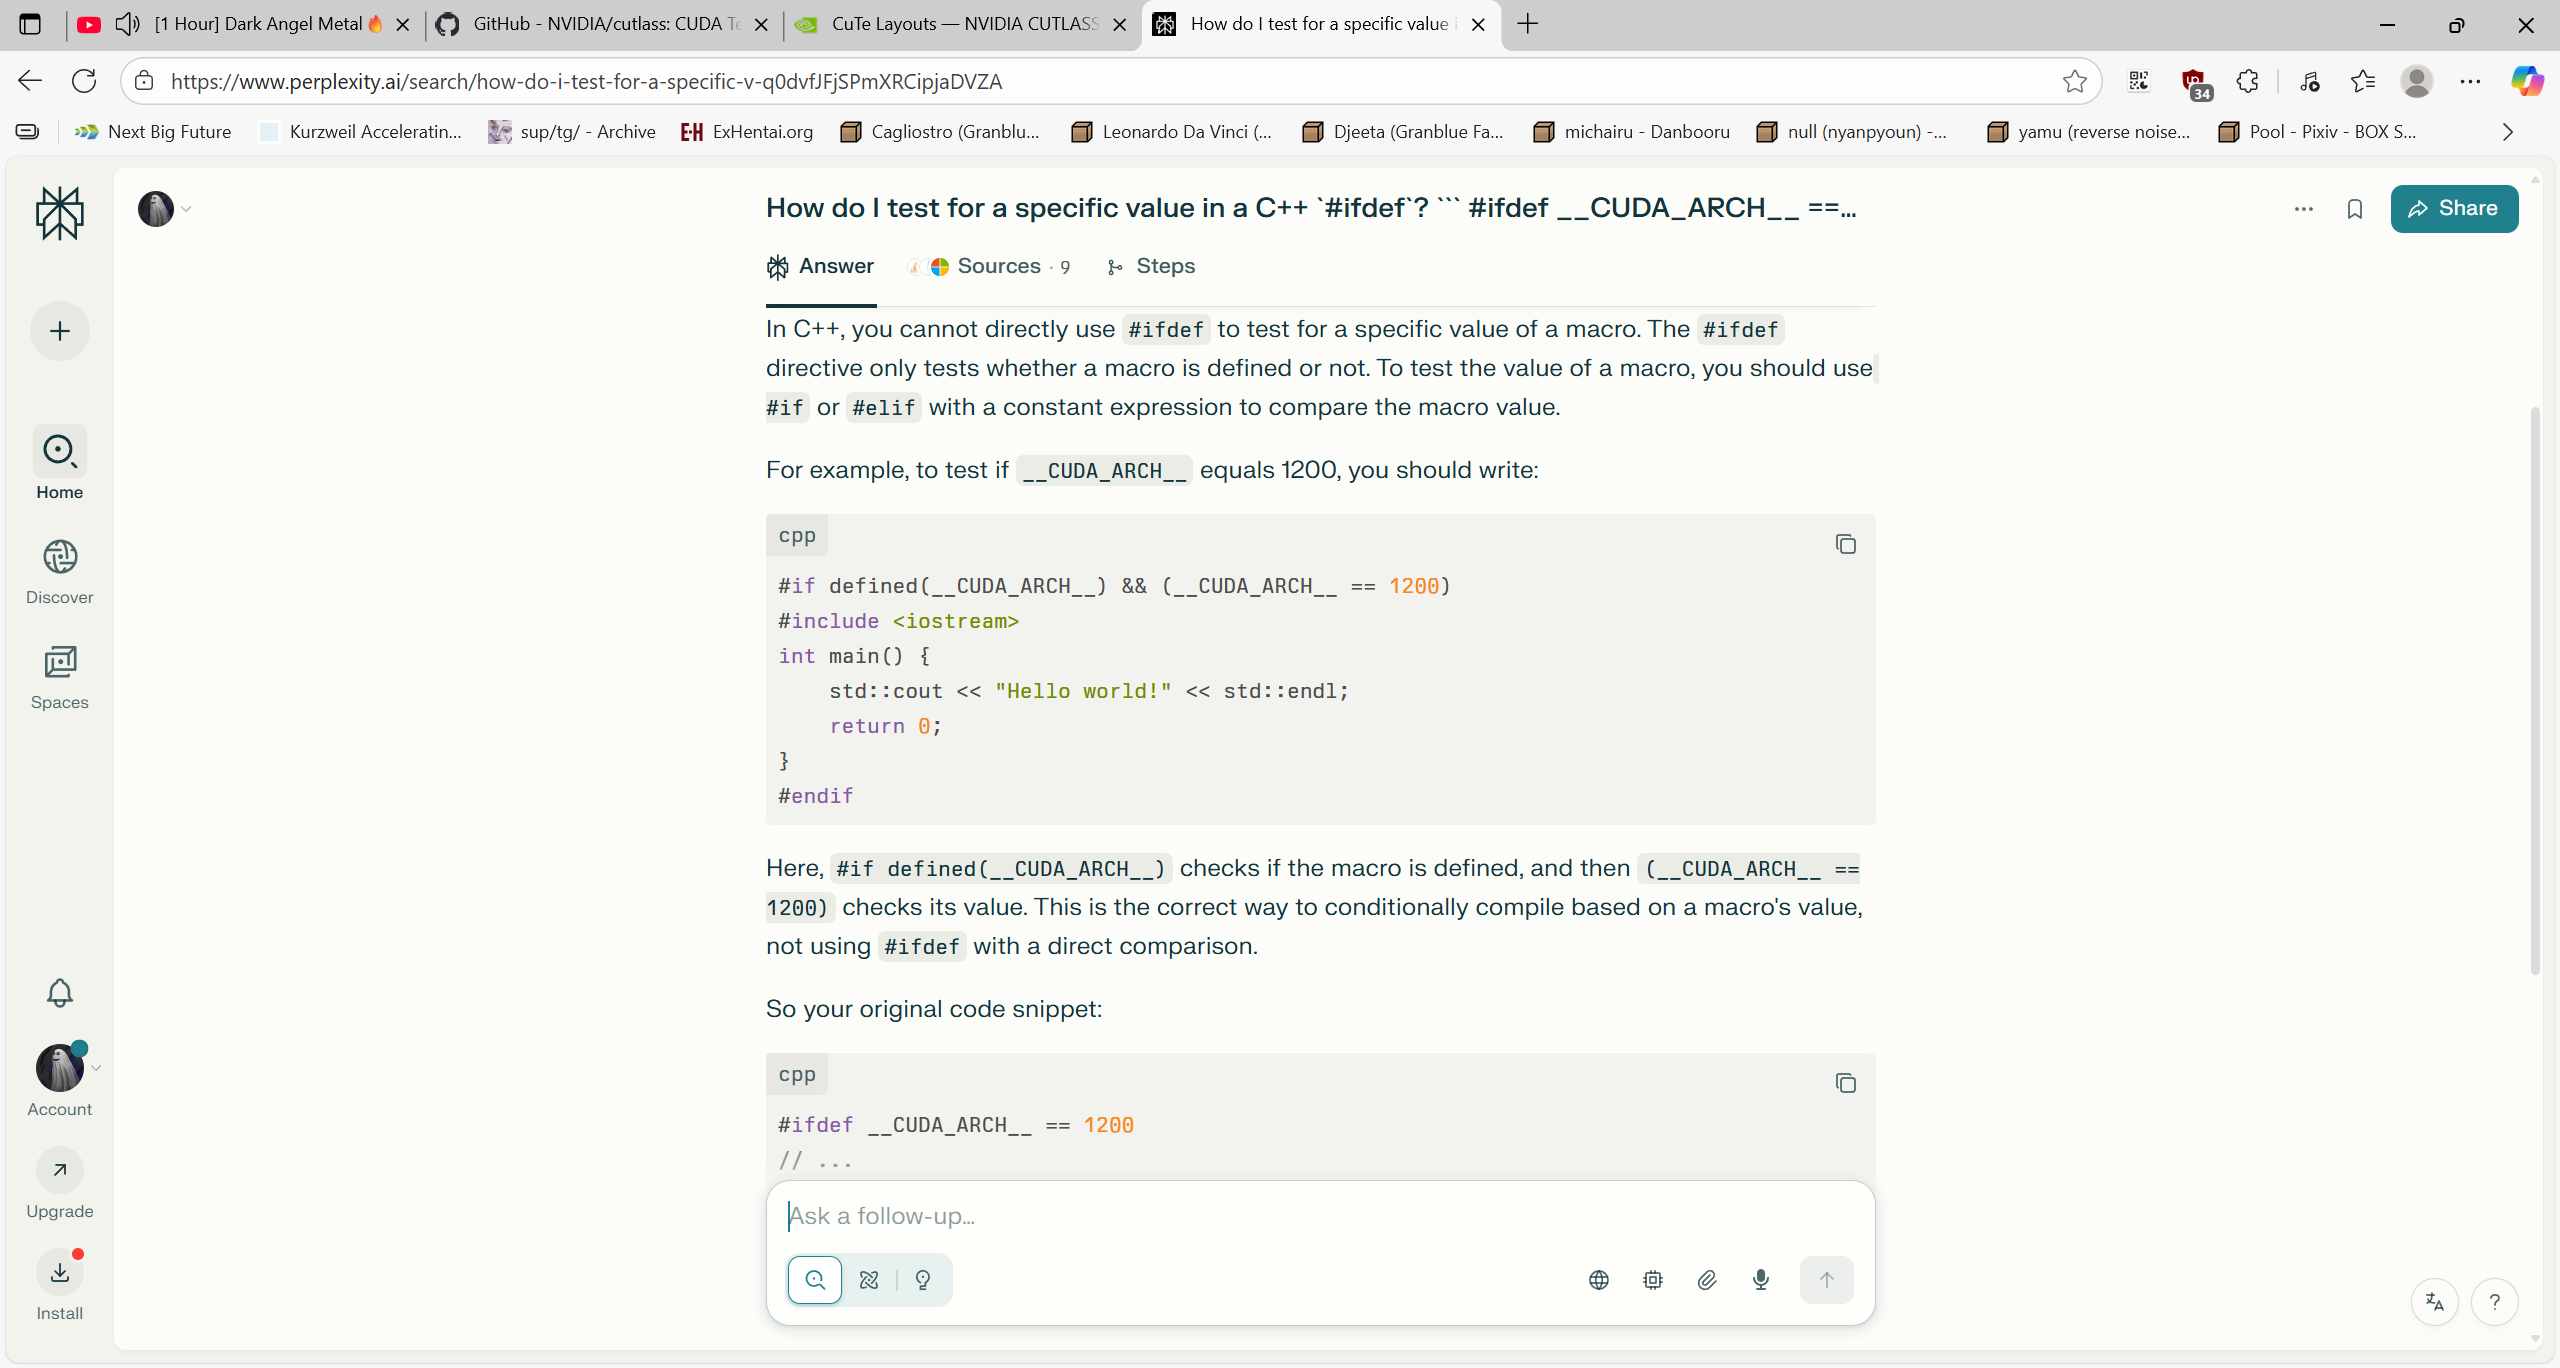 [1 Hour] Dark Angel Metal🔥
GitHub - NVIDIA/cutlass: CUDA Te
CuTe Layouts — NVIDIA CUTLASS
How do I test for a specific value i
https://www.perplexity.ai/search/how-do-i-test-for-a-specific-v-q0dvfJFjSPmXRCipjaDVZA
34
Next Big Future
Kurzweil Acceleratin...
sup/tg/ - Archive
E-H ExHentai.org
Cagliostro (Granblu...
Leonardo Da Vinci (...
Djeeta (Granblue Fa...
michairu - Danbooru
null (nyanpyoun) -...
yamu (reverse noise...
Pool - Pixiv - BOX S...
How do I test for a specific value in a C++ `#ifdef`? ``` #ifdef __CUDA_ARCH__ ==...
Share
Answer
Sources · 9
Steps
Home
Discover
Spaces
Account
Upgrade
Install
In C++, you cannot directly use #ifdef to test for a specific value of a macro. The #ifdef
directive only tests whether a macro is defined or not. To test the value of a macro, you should use
#if or #elif with a constant expression to compare the macro value.
For example, to test if __CUDA_ARCH__ equals 1200, you should write:
cpp
#if defined(__CUDA_ARCH__) && (__CUDA_ARCH__ == 1200)
#include <iostream>
int main() {
    std::cout << "Hello world!" << std::endl;
    return 0;
}
#endif
Here, #if defined(__CUDA_ARCH__) checks if the macro is defined, and then (__CUDA_ARCH__ ==
1200) checks its value. This is the correct way to conditionally compile based on a macro's value,
not using #ifdef with a direct comparison.
So your original code snippet:
cpp
#ifdef __CUDA_ARCH__ == 1200
// ...
Ask a follow-up...
?